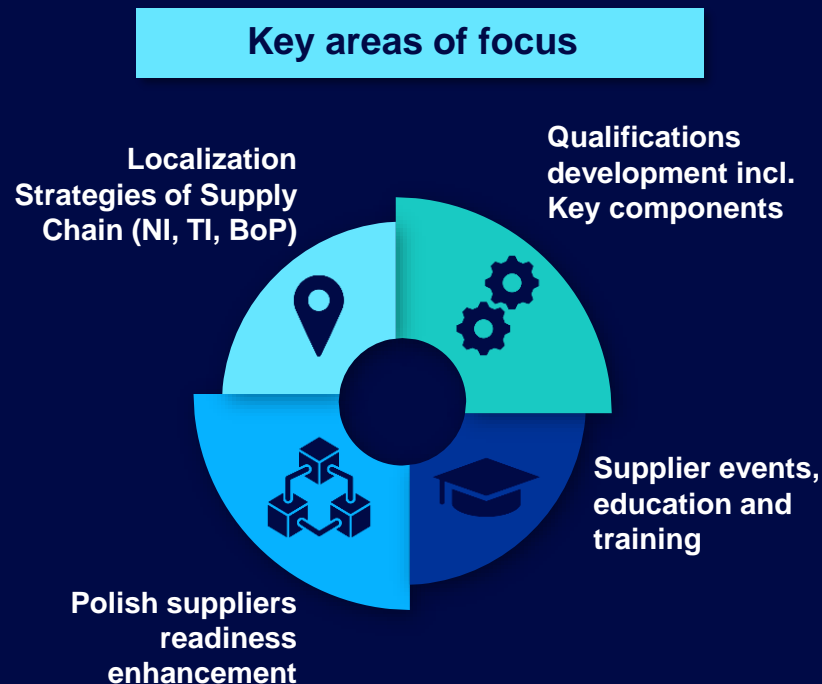 Key areas of focus
Localization
Strategies of Supply
Chain (NI, TI, BoP)
Qualifications
development incl.
Key components
Supplier events,
education and
training
Polish suppliers
readiness
enhancement